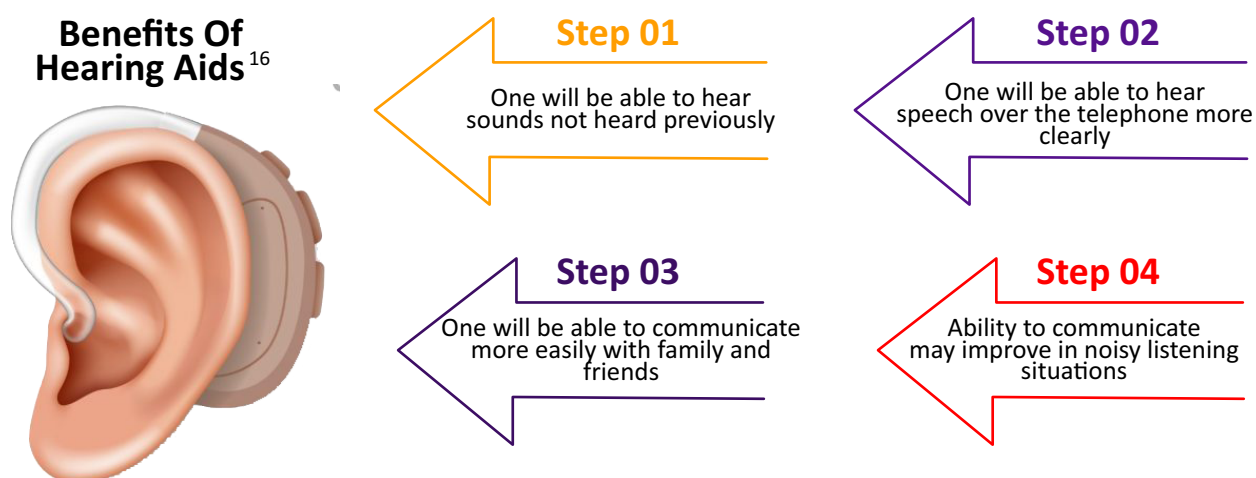 Benefits Of
Hearing Aids 16
Step 01
One will be able to hear
sounds not heard previously
Step 02
One will be able to hear
speech over the telephone more
clearly
Step 03
One will be able to communicate
more easily with family and
friends
Step 04
Ability to communicate
may improve in noisy listening
situations